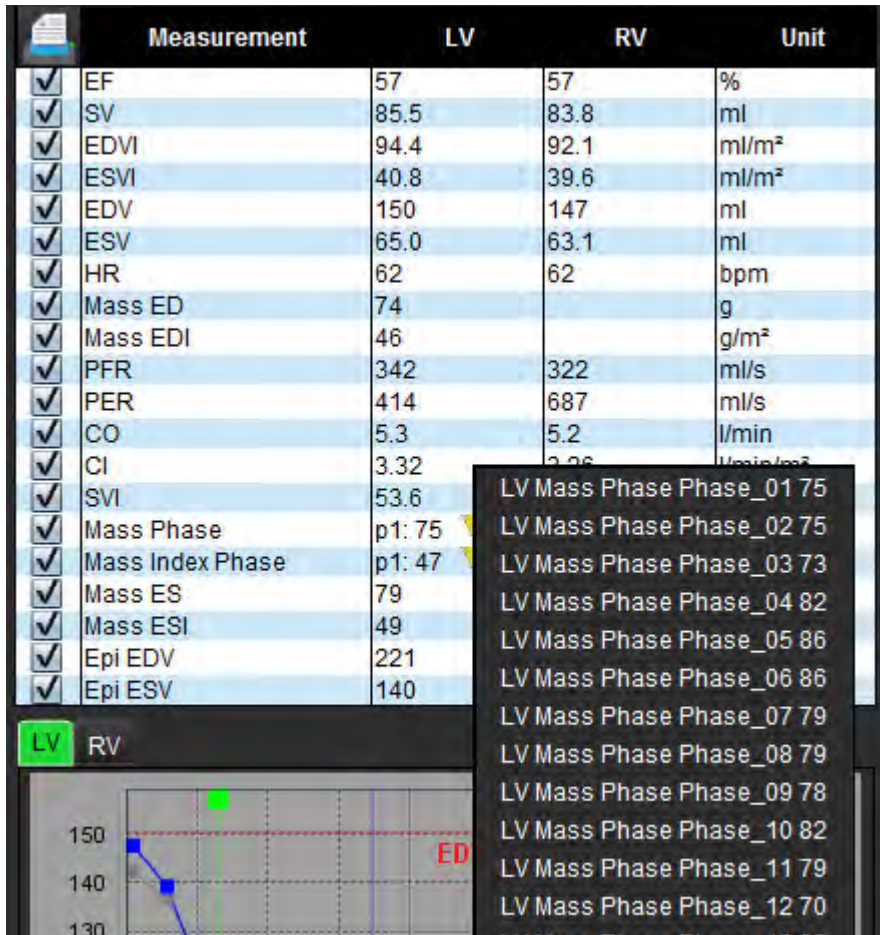 Measurement LV RV Unit
EF 57 57 %
SV 85.5 83.8 ml
EDVI 94.4 92.1 ml/m²
ESVI 40.8 39.6 ml/m²
EDV 150 147 ml
ESV 65.0 63.1 ml
HR 62 62 bpm
Mass ED 74 g
Mass EDI 46 g/m²
PFR 342 322 ml/s
PER 414 687 ml/s
CO 5.3 5.2 l/min
CI 3.32
SVI 53.6
Mass Phase p1: 75
Mass Index Phase p1: 47
Mass ES 79
Mass ESI 49
Epi EDV 221
Epi ESV 140
LV Mass Phase Phase_01 75
LV Mass Phase Phase_02 75
LV Mass Phase Phase_03 73
LV Mass Phase Phase_04 82
LV Mass Phase Phase_05 86
LV Mass Phase Phase_06 86
LV Mass Phase Phase_07 79
LV Mass Phase Phase_08 79
LV Mass Phase Phase_09 78
LV Mass Phase Phase_10 82
LV Mass Phase Phase_11 79
LV Mass Phase Phase_12 70
LV RV
150
ED
140
130